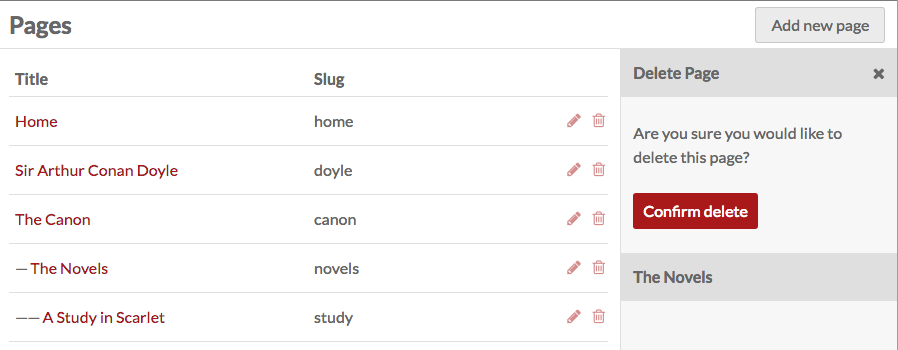 Pages
Add new page
Title Slug
Home home
Sir Arthur Conan Doyle doyle
The Canon canon
— The Novels novels
—— A Study in Scarlet study
Delete Page
Are you sure you would like to
delete this page?
Confirm delete
The Novels